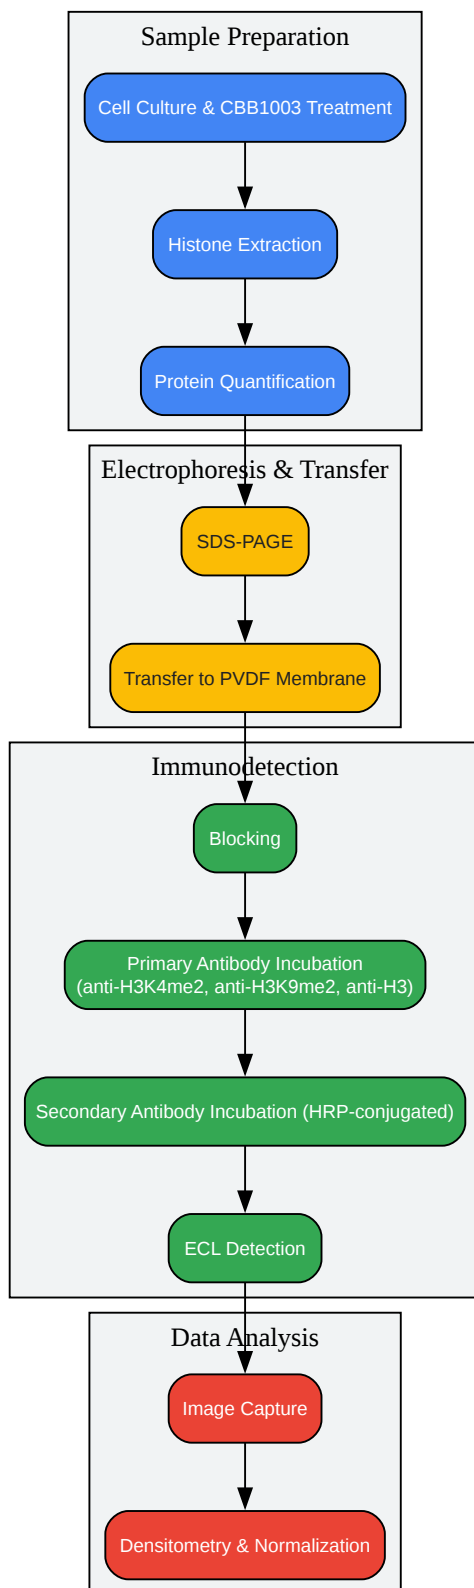 Sample Preparation
Cell Culture & CBB1003 Treatment
Histone Extraction
Protein Quantification
Electrophoresis & Transfer
SDS-PAGE
Transfer to PVDF Membrane
Immunodetection
Blocking
Primary Antibody Incubation
(anti-H3K4me2, anti-H3K9me2, anti-H3)
Secondary Antibody Incubation (HRP-conjugated)
ECL Detection
Data Analysis
Image Capture
Densitometry & Normalization